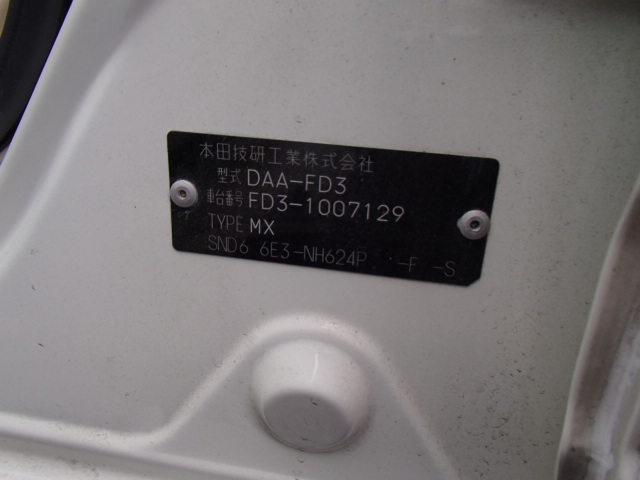 本田技研工業株式会社
型式 DAA-FD3
車台番号 FD3-1007129
TYPE MX
SND6 6E3-NH624P -F -S